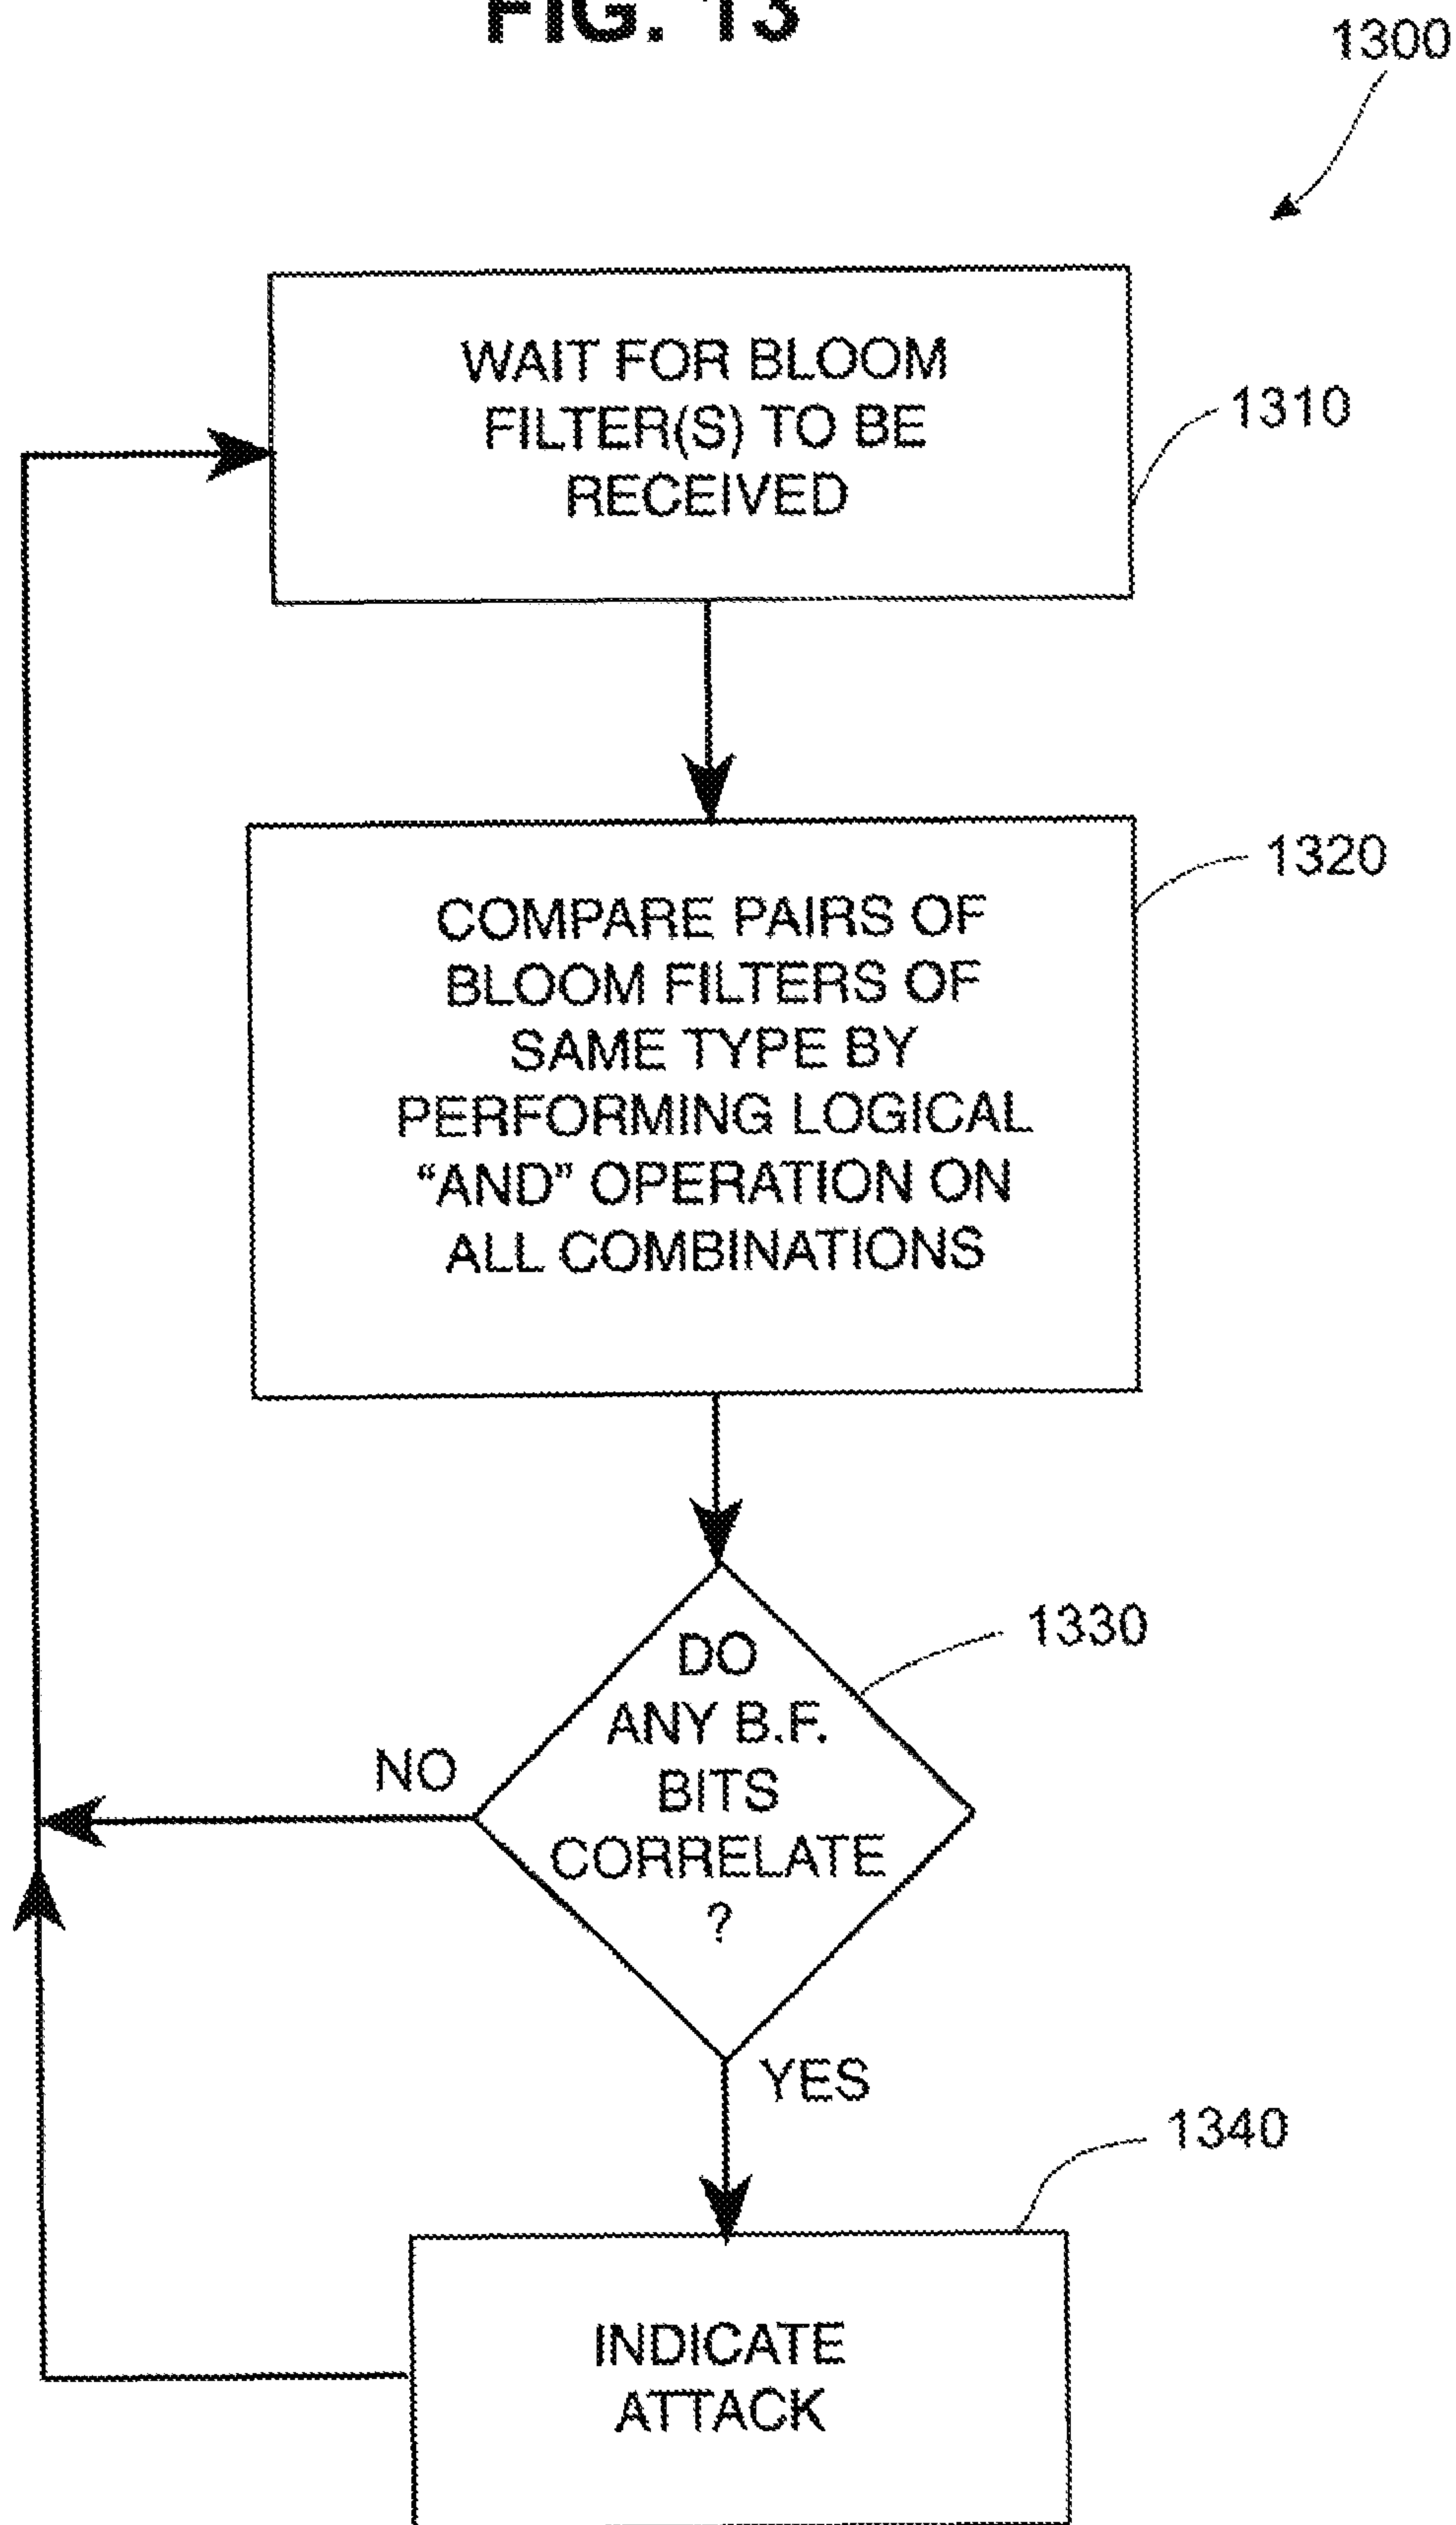 FIG. 13
1300
WAIT FOR BLOOM
FILTER(S) TO BE
RECEIVED
1310
COMPARE PAIRS OF
BLOOM FILTERS OF
SAME TYPE BY
PERFORMING LOGICAL
“AND” OPERATION ON
ALL COMBINATIONS
1320
DO
ANY B.F.
BITS
CORRELATE
?
1330
NO
YES
1340
INDICATE
ATTACK